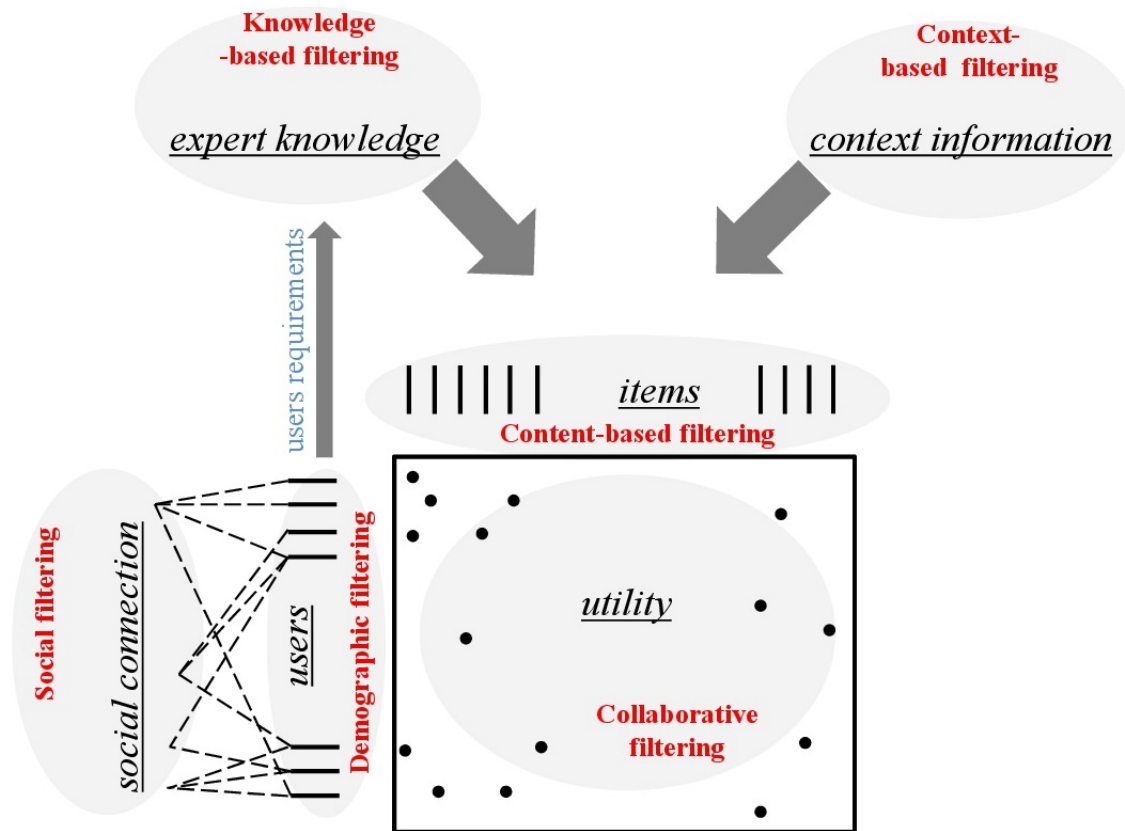 Knowledge
-based filtering
expert knowledge
Context-
based filtering
context information
users requirements
items
Content-based filtering
Social filtering
social connection
users
Demographic filtering
utility
Collaborative
filtering